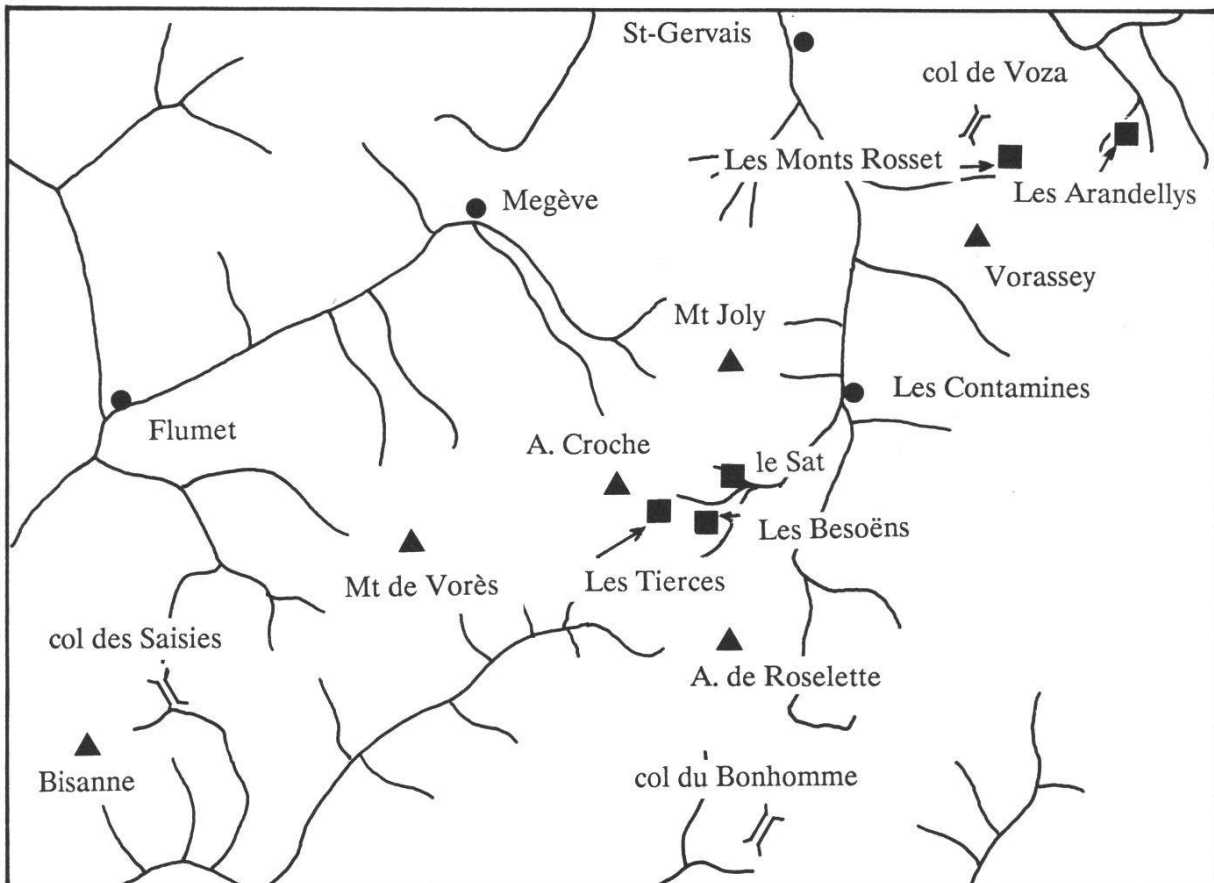 St-Gervais
col de Voza
Les Monts Rosset
Les Arandellys
Megève
Vorassey
Mt Joly
Les Contamines
Flumet
A. Croche
le Sat
Les Besoëns
Les Tierces
Mt de Vorès
col des Saisies
A. de Roselette
Bisanne
col du Bonhomme